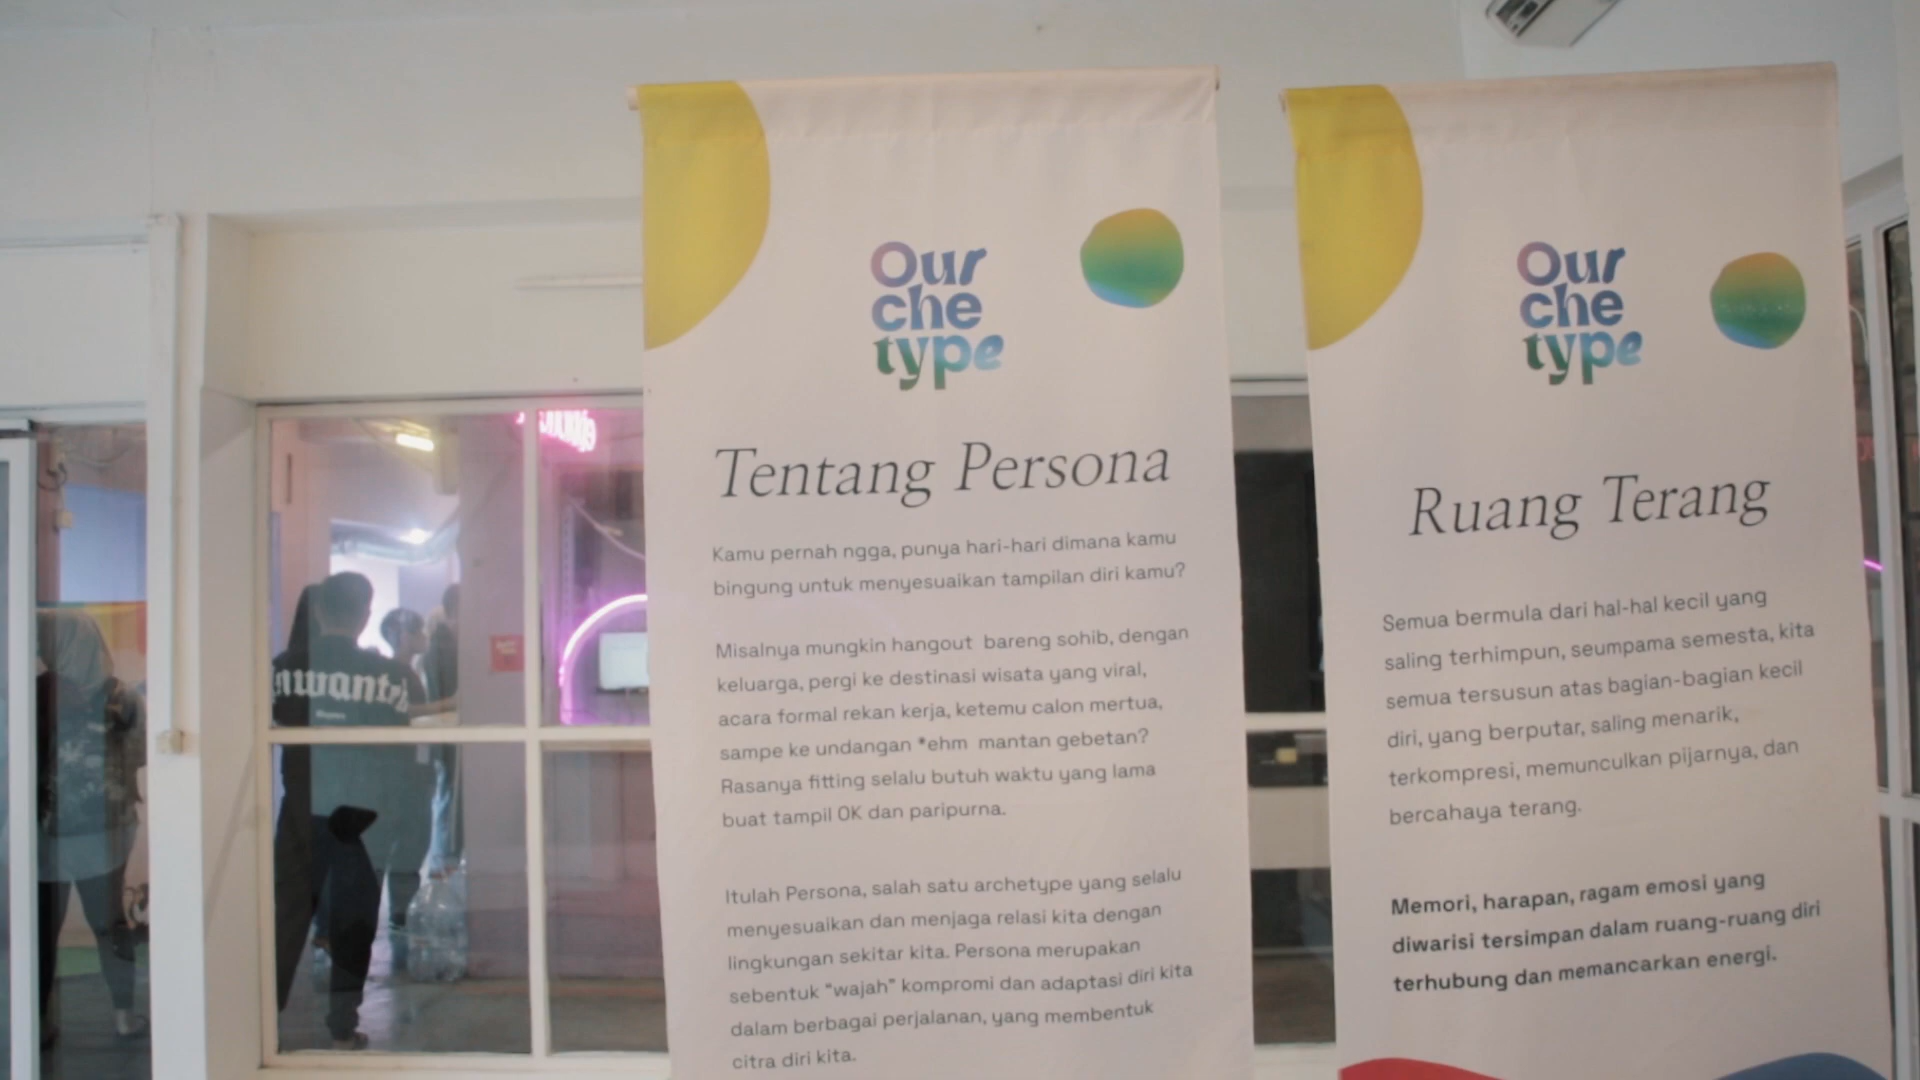 Our
che
type
Tentang Persona
Kamu pernah ngga, punya hari-hari dimana kamu
bingung untuk menyesuaikan tampilan diri kamu?
Misalnya mungkin hangout bareng sohib, dengan
keluarga, pergi ke destinasi wisata yang viral,
acara formal rekan kerja, ketemu calon mertua,
sampe ke undangan *ehm mantan gebetan?
Rasanya fitting selalu butuh waktu yang lama
buat tampil OK dan paripurna.
Itulah Persona, salah satu archetype yang selalu
menyesuaikan dan menjaga relasi kita dengan
lingkungan sekitar kita. Persona merupakan
sebentuk "wajah" kompromi dan adaptasi diri kita
dalam berbagai perjalanan, yang membentuk
citra diri kita.
Our
che
type
Ruang Terang
Semua bermula dari hal-hal kecil yang
saling terhimpun, seumpama semesta, kita
semua tersusun atas bagian-bagian kecil
diri, yang berputar, saling menarik,
terkompresi, memunculkan pijarnya, dan
bercahaya terang.
Memori, harapan, ragam emosi yang
diwarisi tersimpan dalam ruang-ruang diri
terhubung dan memancarkan energi.